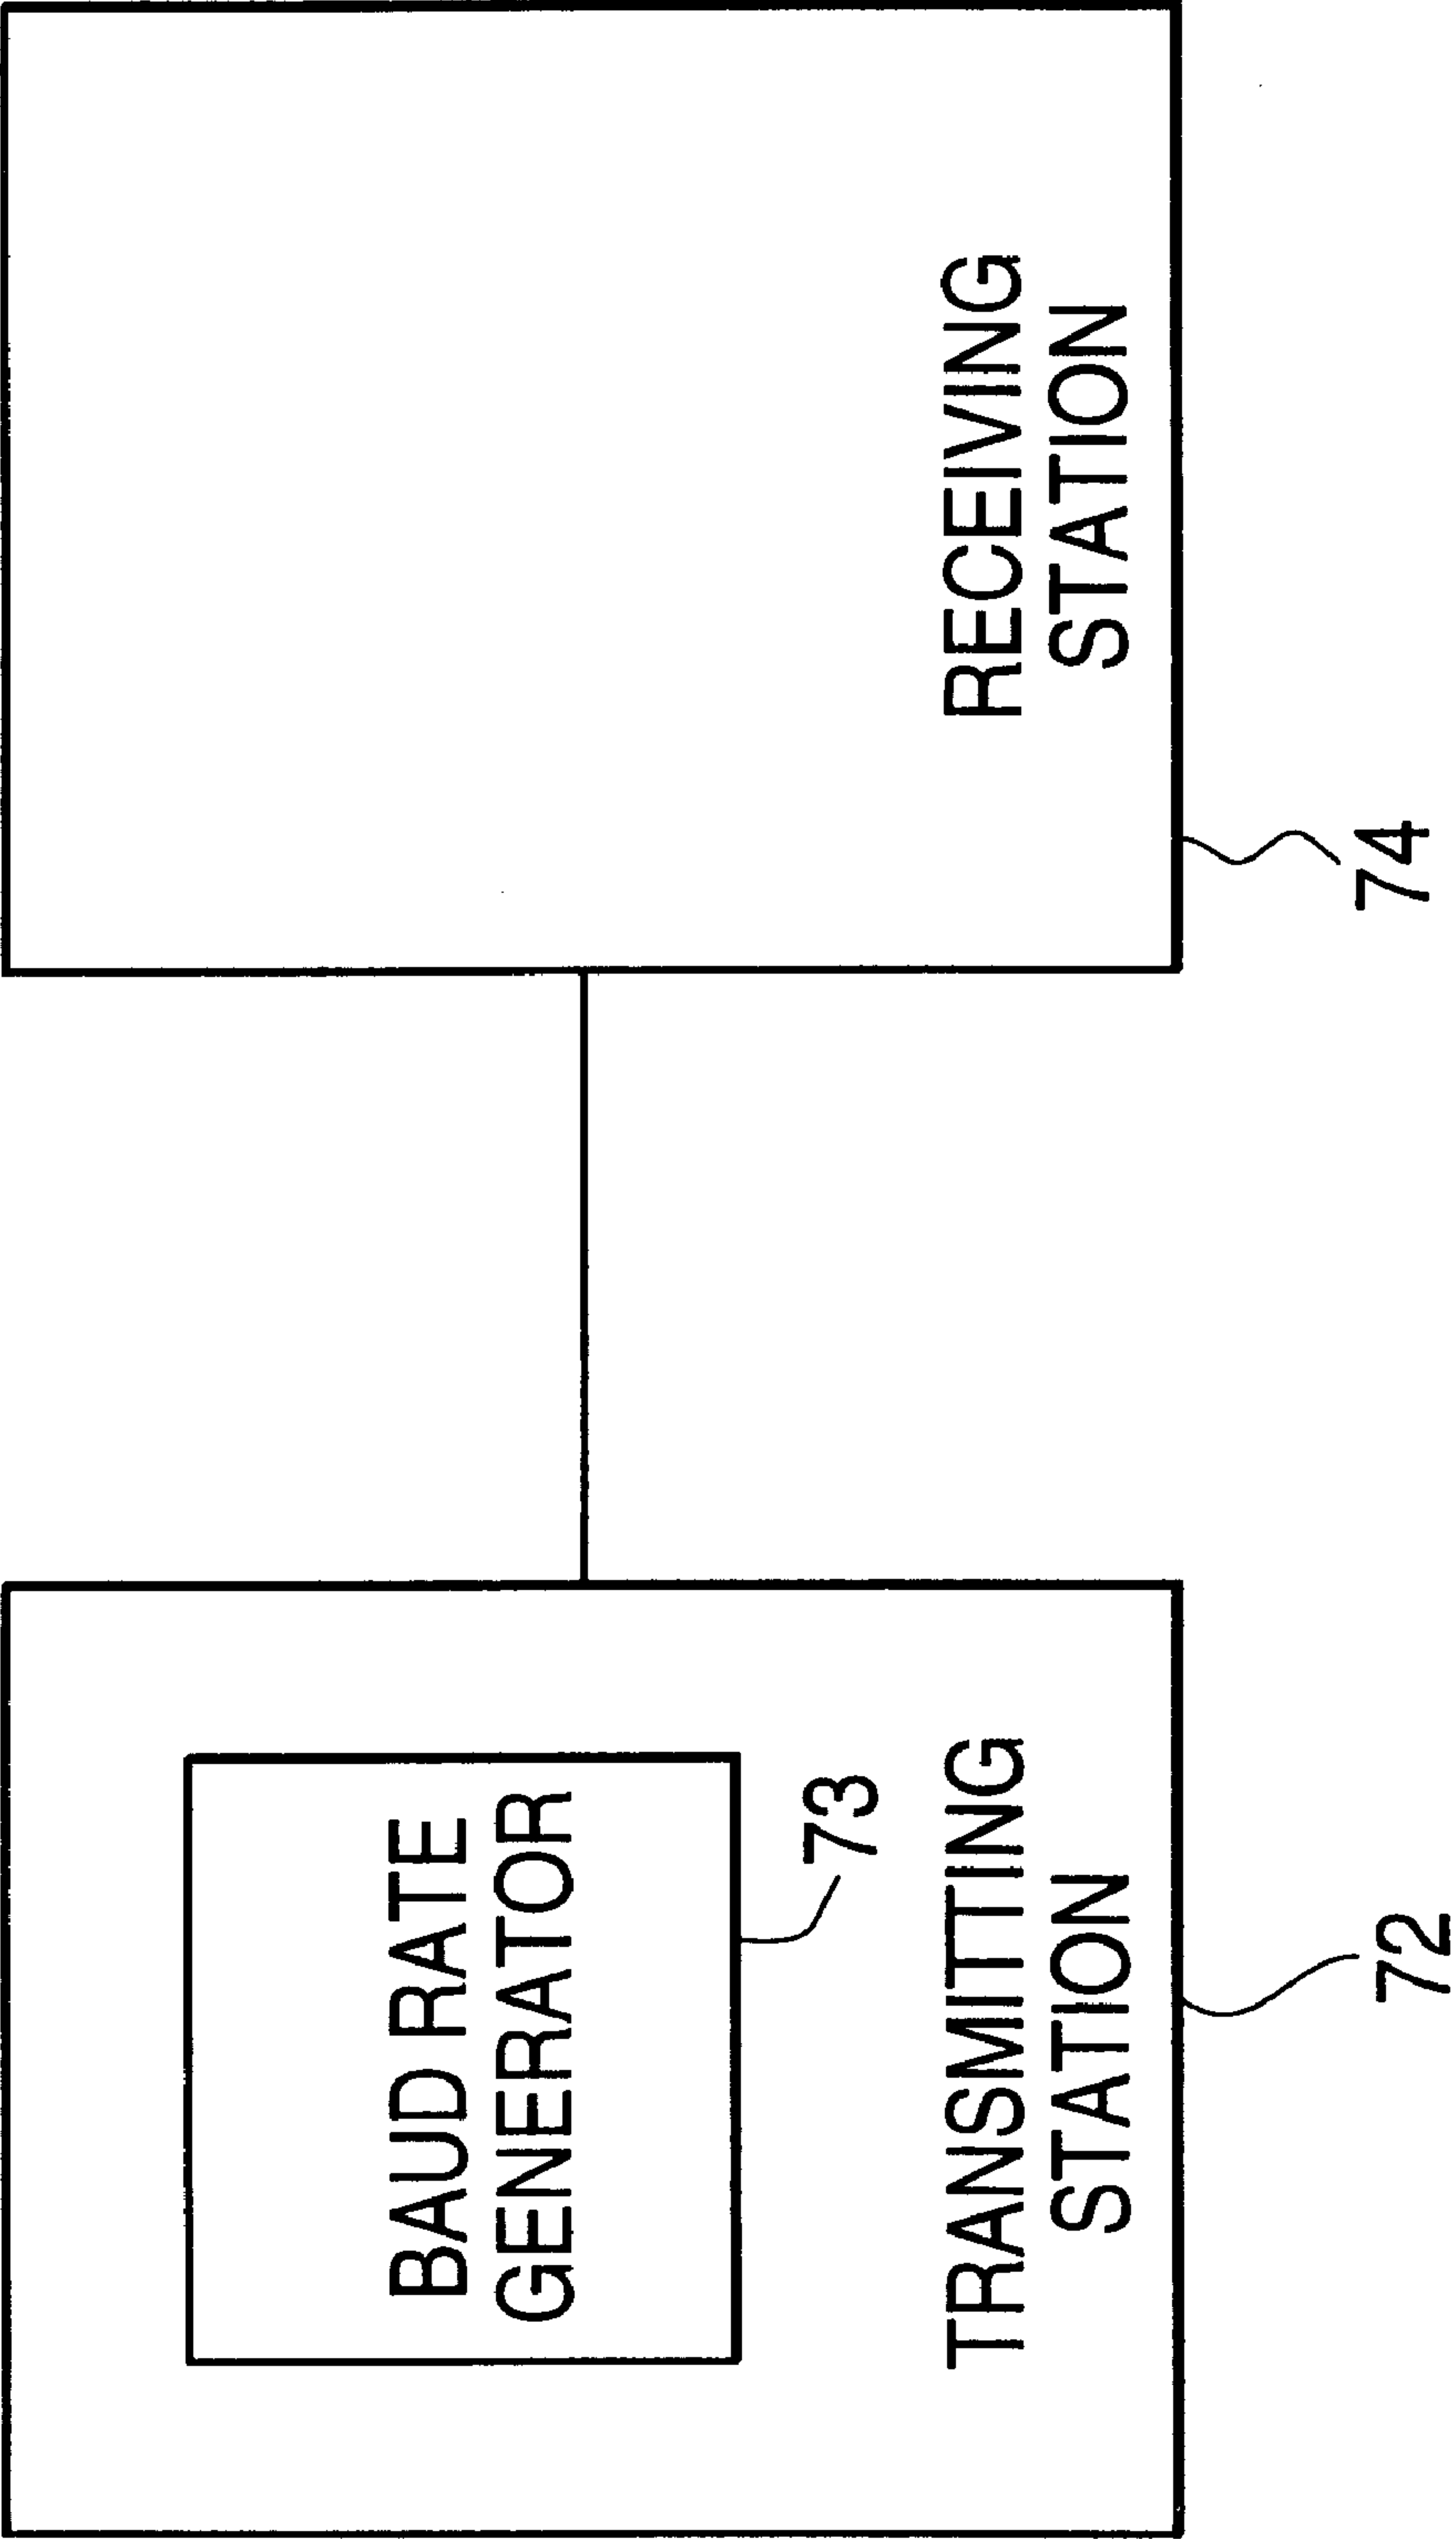 BAUD RATE
GENERATOR
73
TRANSMITTING
STATION
72
RECEIVING
STATION
74